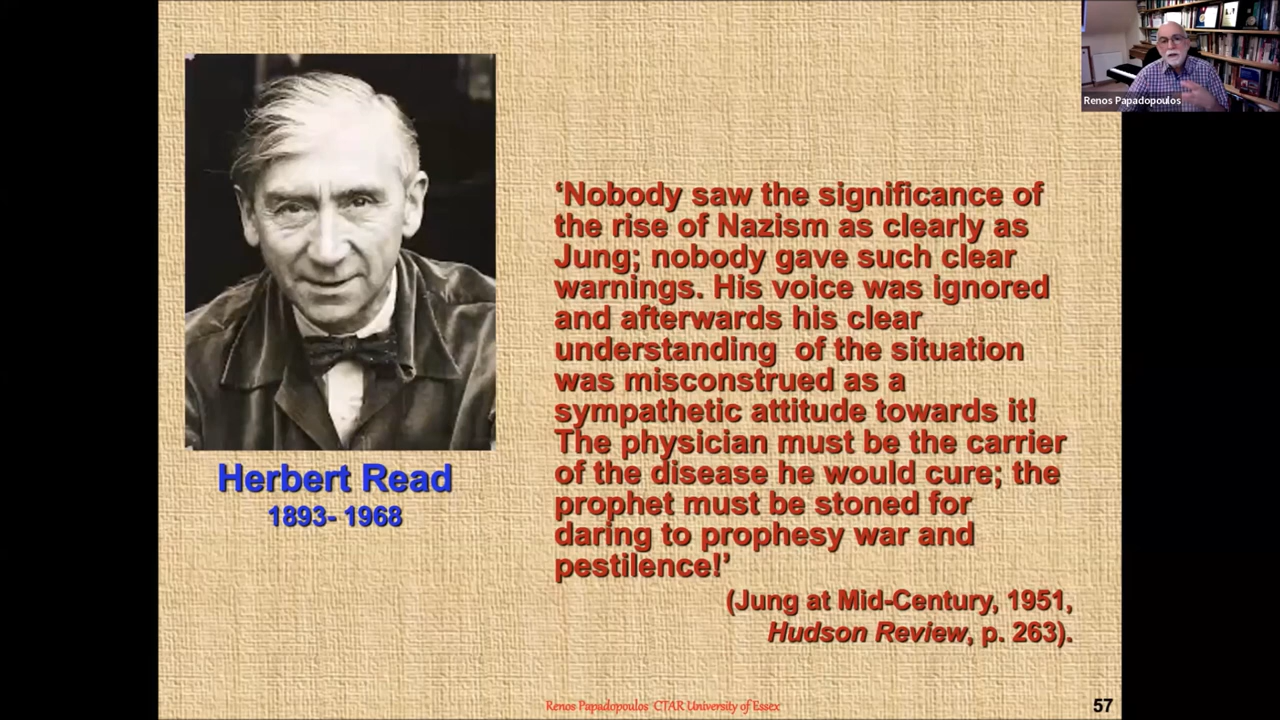 Renos Papadopoulos
‘Nobody saw the significance of
the rise of Nazism as clearly as
Jung; nobody gave such clear
warnings. His voice was ignored
and afterwards his clear
understanding  of the situation
was misconstrued as a
sympathetic attitude towards it!
The physician must be the carrier
of the disease he would cure; the
prophet must be stoned for
daring to prophesy war and
pestilence!’
(Jung at Mid-Century, 1951,
Hudson Review, p. 263).
Herbert Read
1893- 1968
Renos Papadopoulos CTAR University of Essex
57